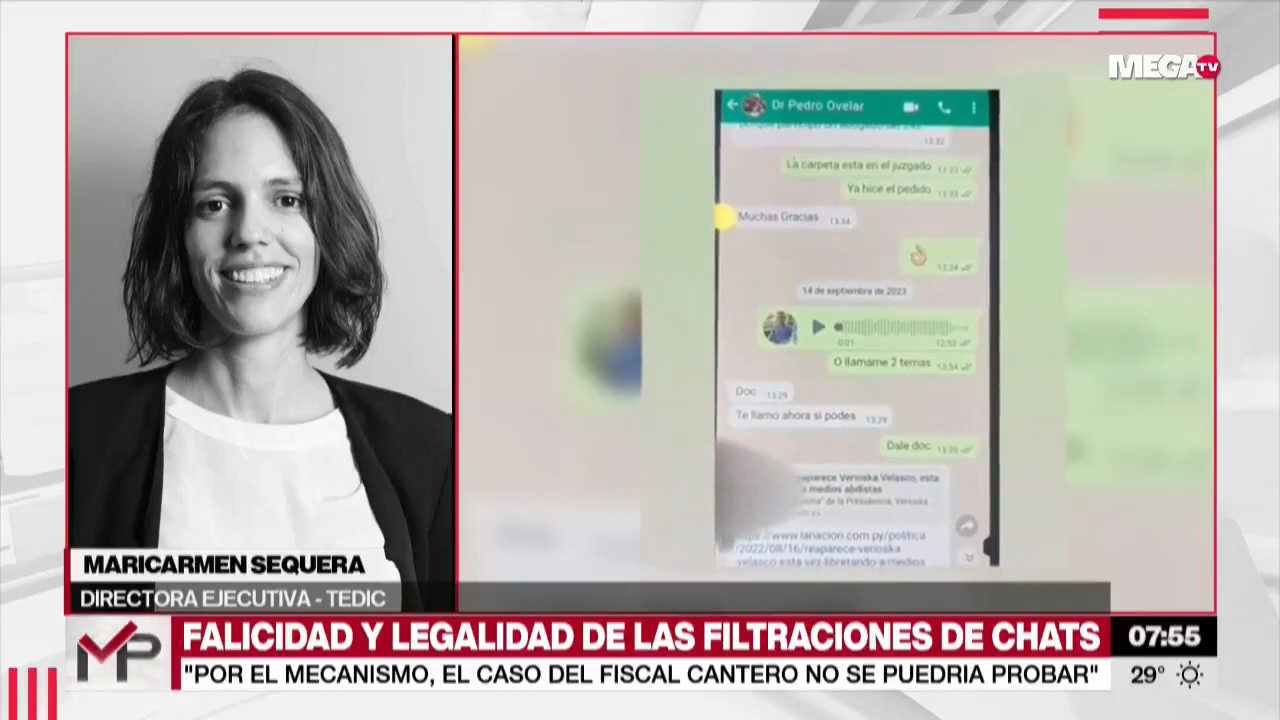 MEGA TV
Dr Pedro Ovelar
13:32
La carpeta esta en el juzgado 13:33
Ya hice el pedido 13:33
Muchas Gracias 13:34
13:34
14 de septiembre de 2023
0:01 12:53
O llamame 2 temas 12:54
Doc 13:29
Te llamo ahora si podes 13:29
Dale doc 13:35
reaparece Verioska Velasco, esta
a medios abdistas
de la Presidencia, Verioska
www.lanacion.com.py/politica
/2022/08/16/reaparece-verioska
velasco-esta-vez-libretando-a-medios
MARICARMEN SEQUERA
DIRECTORA EJECUTIVA - TEDIC
MP
FALICIDAD Y LEGALIDAD DE LAS FILTRACIONES DE CHATS
07:55
"POR EL MECANISMO, EL CASO DEL FISCAL CANTERO NO SE PUEDRIA PROBAR"
29°